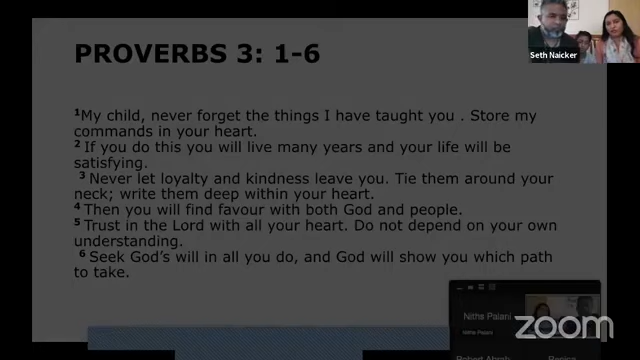 PROVERBS 3: 1-6
1My child, never forget the things I have taught you . Store my
commands in your heart.
2 If you do this you will live many years and your life will be
satisfying.
3 Never let loyalty and kindness leave you. Tie them around your
neck; write them deep within your heart.
4 Then you will find favour with both God and people.
5 Trust in the Lord with all your heart. Do not depend on your own
understanding.
6 Seek God's will in all you do, and God will show you which path
to take.
Seth Naicker
Nitha Palani
Nitha Palani
zoom